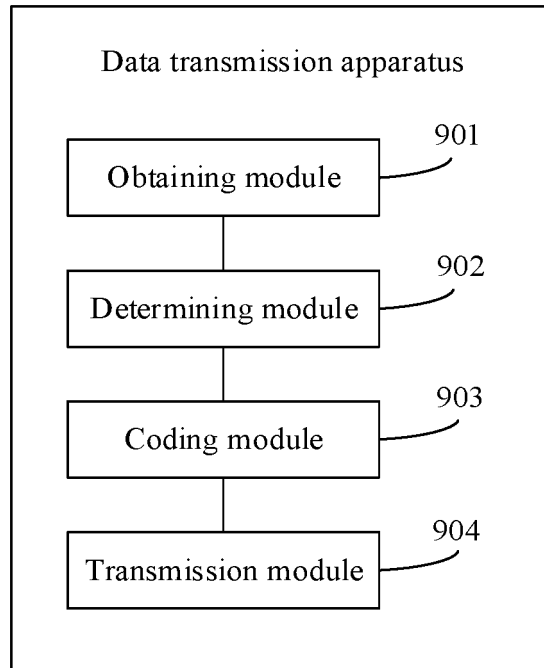 Data transmission apparatus
901
Obtaining module
902
Determining module
903
Coding module
904
Transmission module